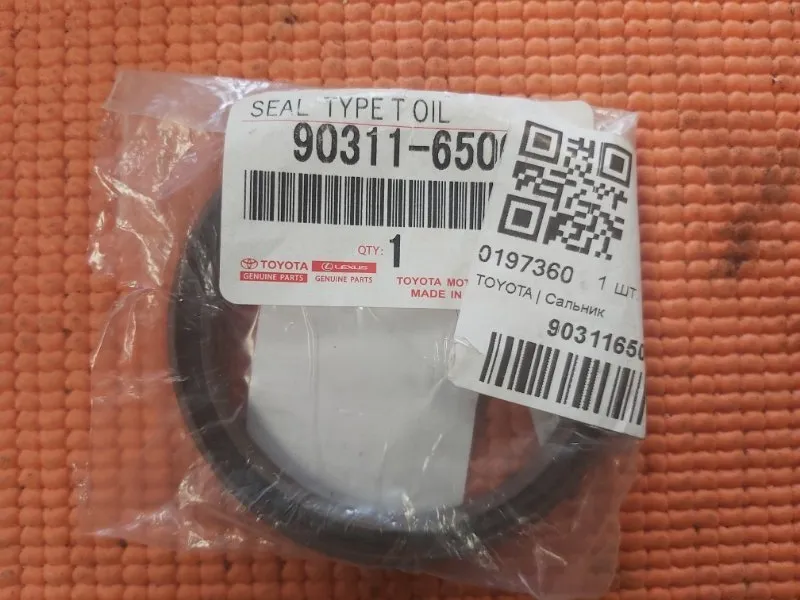 SEAL TYPE T OIL
90311-650
QTY: 1
TOYOTA
GENUINE PARTS
LEXUS
GENUINE PARTS
TOYOTA MOT
MADE IN
0197360 1 шт
TOYOTA | Сальник
90311650